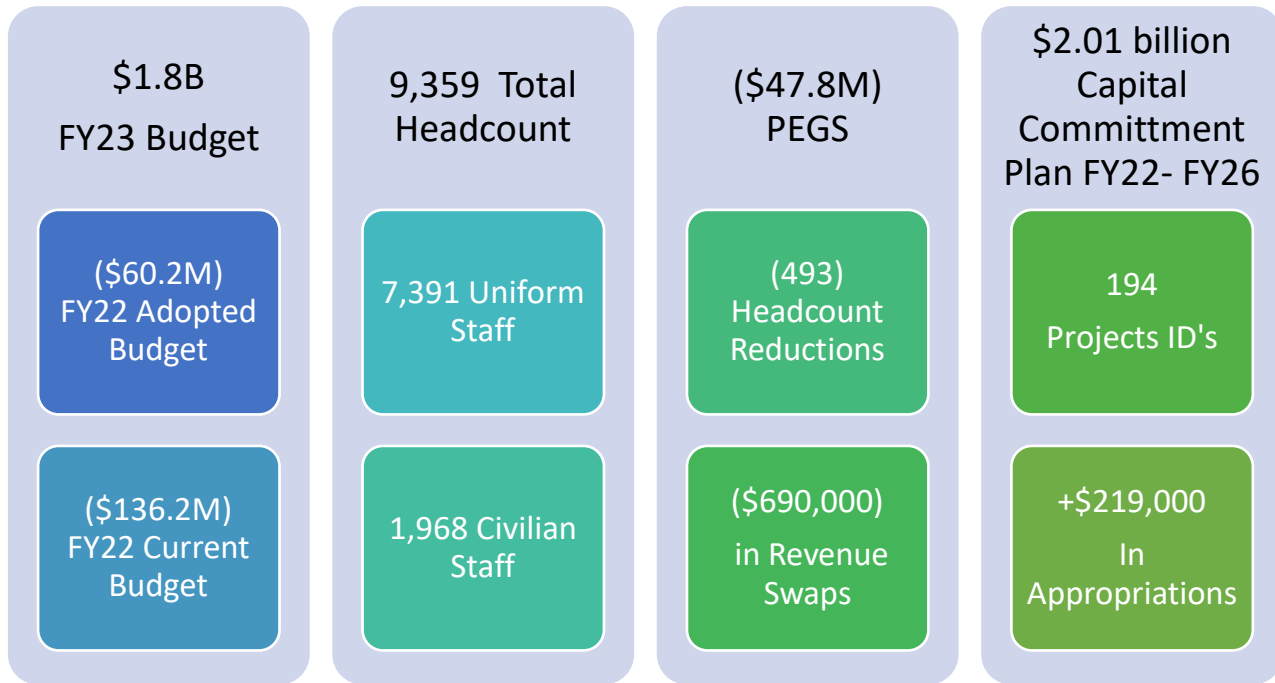 $1.8B
FY23 Budget
($60.2M)
FY22 Adopted
Budget
($136.2M)
FY22 Current
Budget
9,359 Total
Headcount
7,391 Uniform
Staff
1,968 Civilian
Staff
($47.8M)
PEGS
(493)
Headcount
Reductions
($690,000)
in Revenue
Swaps
$2.01 billion
Capital
Committment
Plan FY22- FY26
194
Projects ID's
+$219,000
In
Appropriations